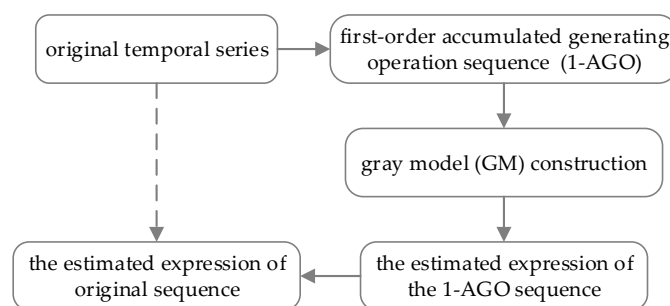 original temporal series
first-order accumulated generating
operation sequence (1-AGO)
gray model (GM) construction
the estimated expression of
original sequence
the estimated expression of
the 1-AGO sequence